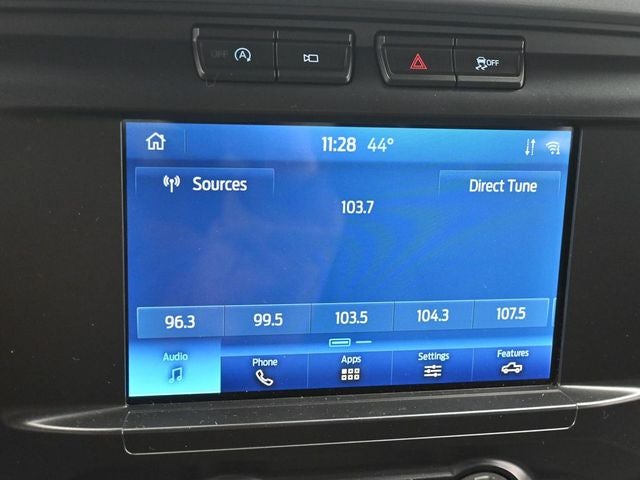 OFF A
OFF
11:28 44°
Sources
Direct Tune
103.7
96.3 99.5 103.5 104.3 107.5
Audio Phone Apps Settings Features